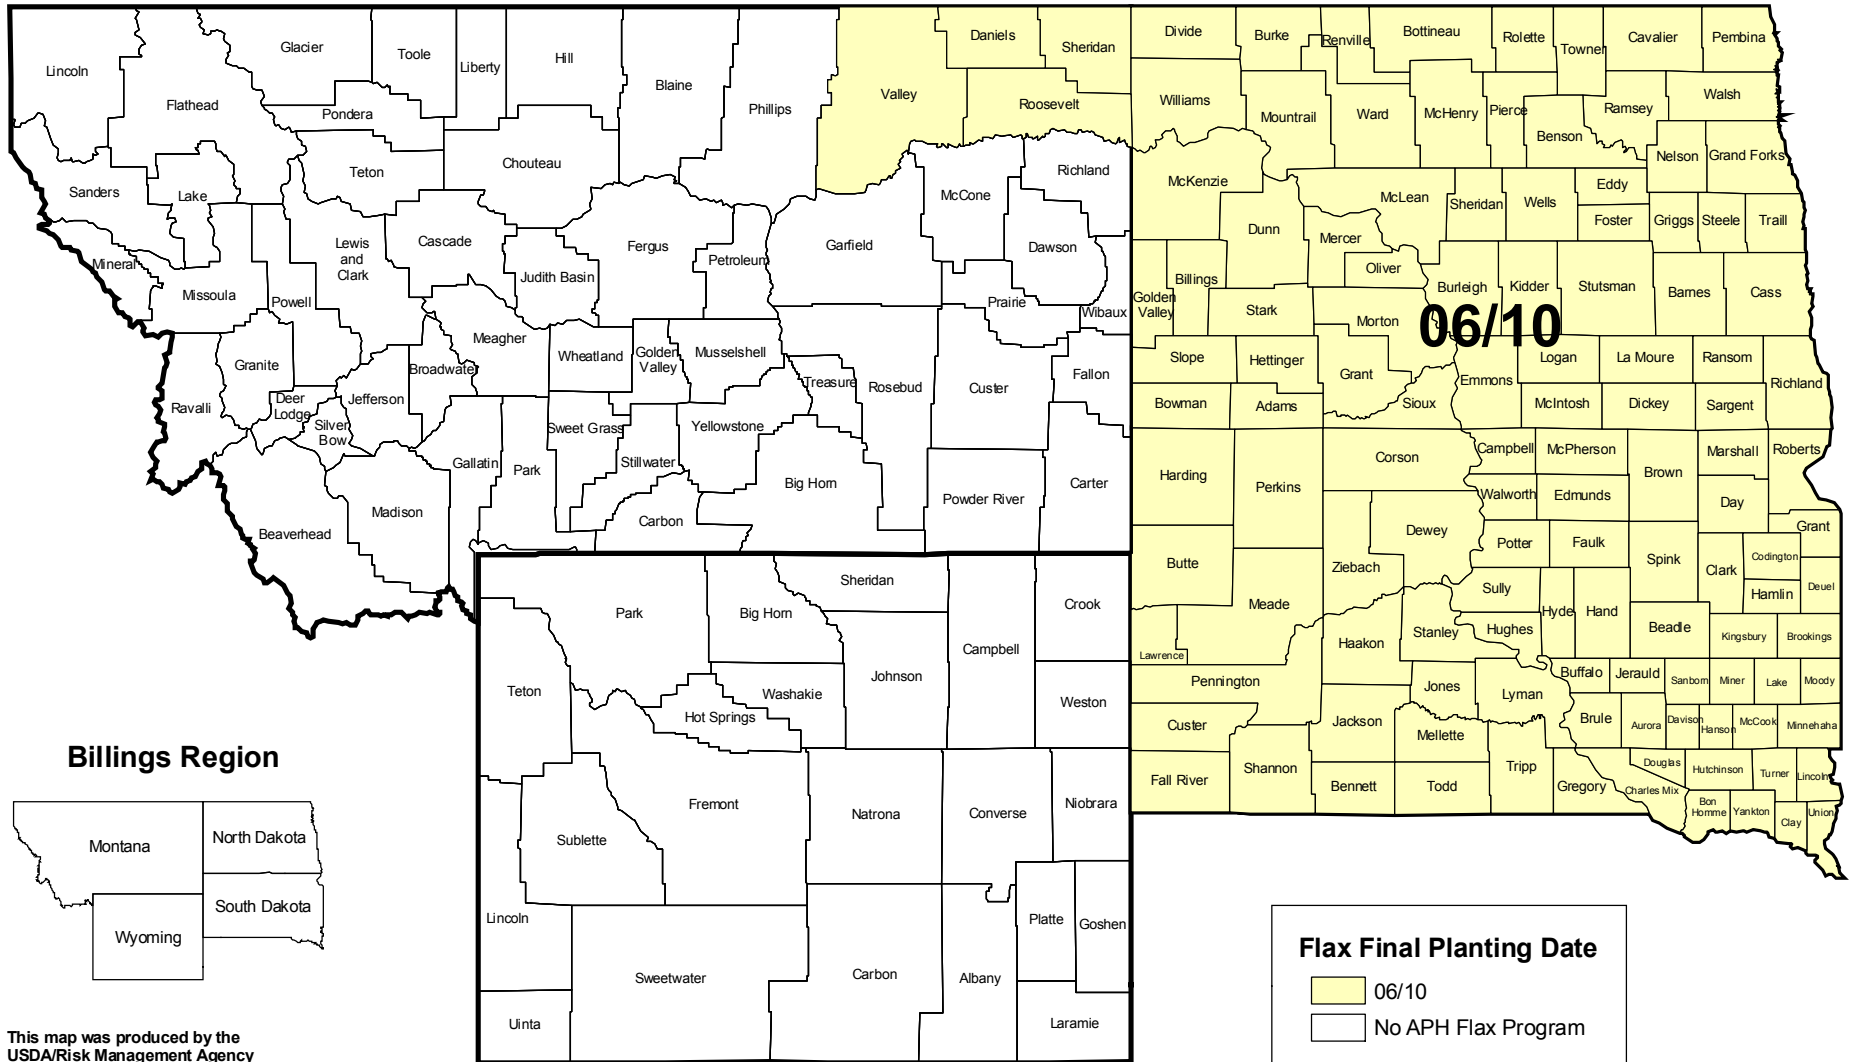 Lincoln
Flathead
Glacier
Toole
Liberty
Hill
Blaine
Phillips
Valley
Daniels
Sheridan
Roosevelt
Pondera
Teton
Chouteau
Sanders
Lake
Mineral
Missoula
Powell
Lewis
and
Clark
Cascade
Judith Basin
Fergus
Petroleum
Garfield
McCone
Richland
Dawson
Prairie
Wibaux
Granite
Ravalli
Deer
Lodge
Silver
Bow
Jefferson
Broadwater
Meagher
Wheatland
Golden
Valley
Musselshell
Treasure
Rosebud
Custer
Fallon
Beaverhead
Madison
Gallatin
Park
Sweet Grass
Stillwater
Carbon
Yellowstone
Big Horn
Powder River
Carter
Divide
Burke
Renville
Bottineau
Rolette
Towner
Cavalier
Pembina
Williams
Mountrail
Ward
McHenry
Pierce
Benson
Ramsey
Walsh
Nelson
Grand Forks
McKenzie
Dunn
McLean
Mercer
Oliver
Sheridan
Wells
Eddy
Foster
Griggs
Steele
Traill
Golden
Valley
Billings
Stark
Morton
Burleigh
Kidder
Stutsman
Barnes
Cass
06/10
Slope
Hettinger
Grant
Sioux
Emmons
Logan
La Moure
Ransom
Richland
Bowman
Adams
McIntosh
Dickey
Sargent
Harding
Perkins
Corson
Campbell
McPherson
Brown
Marshall
Roberts
Walworth
Edmunds
Day
Grant
Butte
Meade
Ziebach
Dewey
Potter
Faulk
Spink
Clark
Codington
Hamlin
Deuel
Sully
Hyde
Hand
Beadle
Kingsbury
Brookings
Lawrence
Haakon
Stanley
Hughes
Pennington
Jones
Lyman
Buffalo
Jerauld
Sanborn
Miner
Lake
Moody
Custer
Jackson
Mellette
Brule
Aurora
Davison
Hanson
McCook
Minnehaha
Fall River
Shannon
Bennett
Todd
Tripp
Gregory
Douglas
Charles Mix
Hutchinson
Turner
Lincoln
Bon
Homme
Yankton
Clay
Union
Park
Big Horn
Sheridan
Campbell
Crook
Teton
Washakie
Johnson
Weston
Hot Springs
Sublette
Fremont
Natrona
Converse
Niobrara
Lincoln
Sweetwater
Carbon
Albany
Platte
Goshen
Uinta
Laramie
Billings Region
Montana
North Dakota
South Dakota
Wyoming
Flax Final Planting Date
06/10
No APH Flax Program
This map was produced by the
USDA/Risk Management Agency